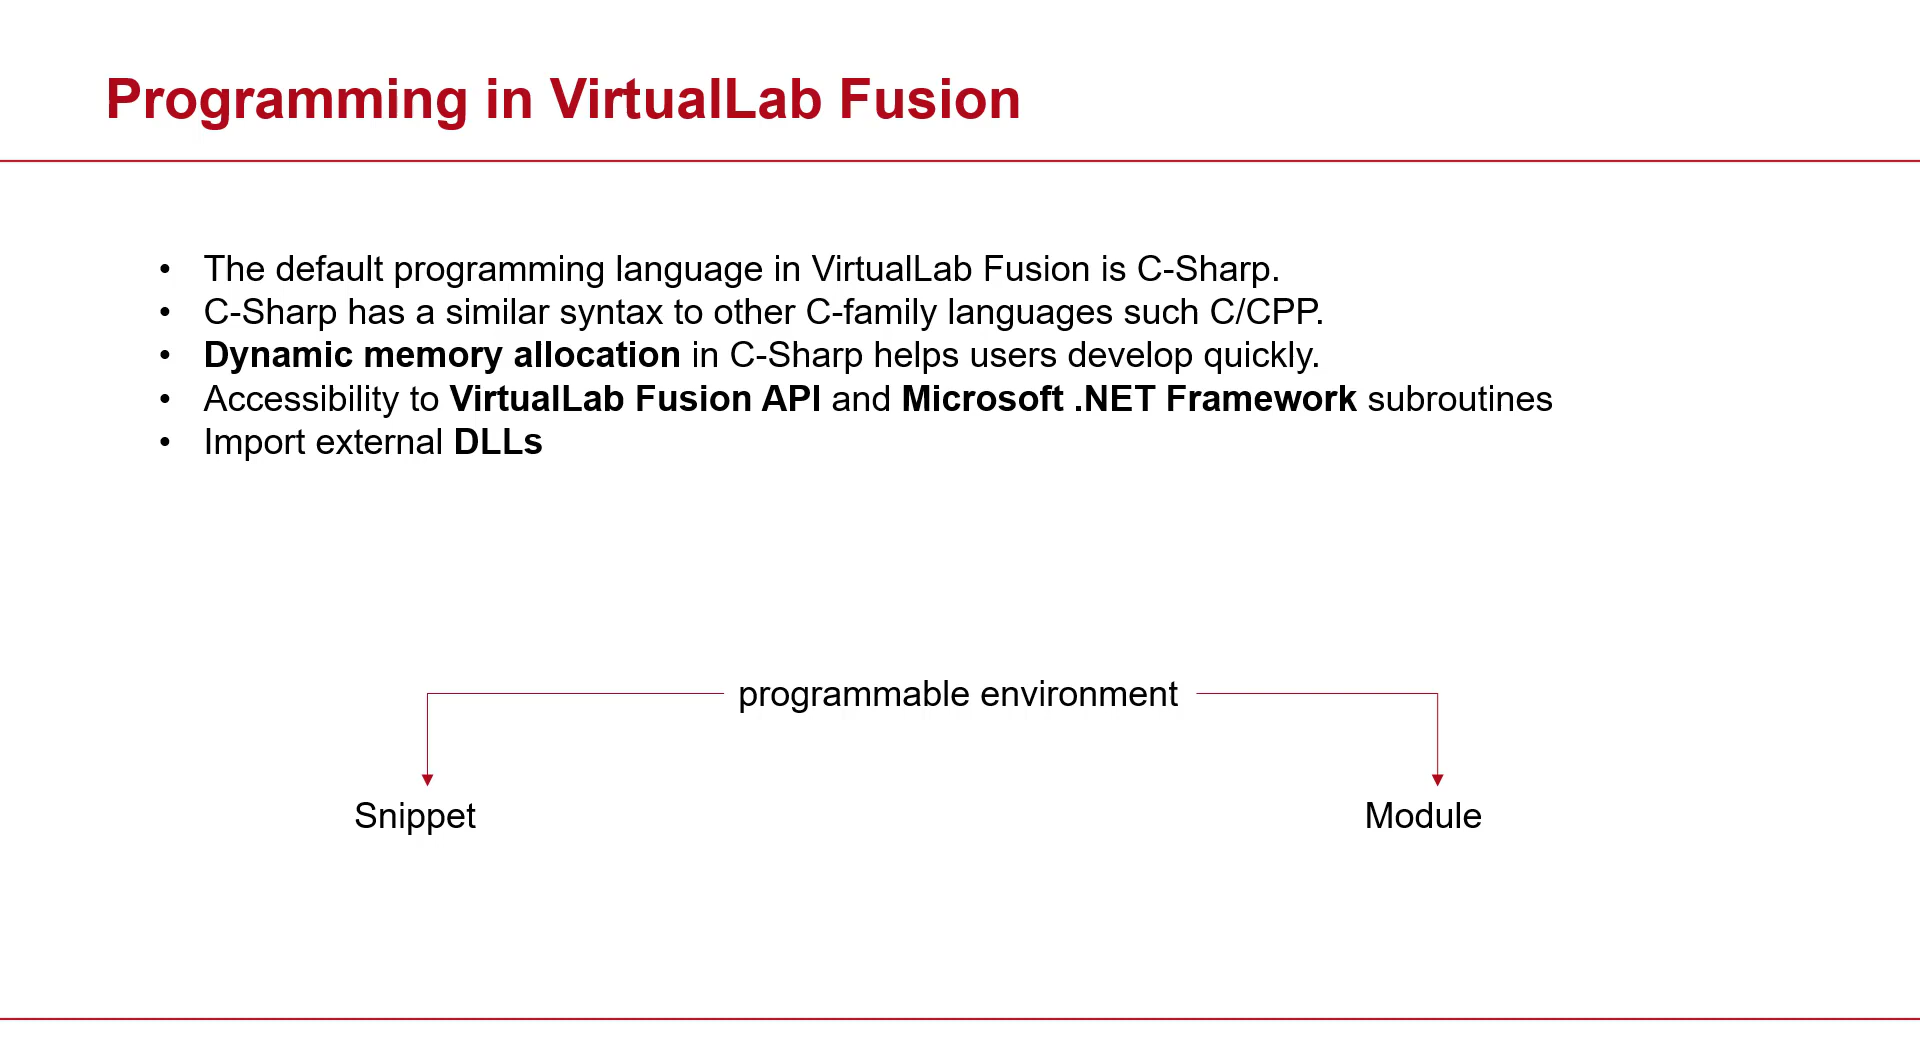 Programming in VirtualLab Fusion
• The default programming language in VirtualLab Fusion is C-Sharp.
• C-Sharp has a similar syntax to other C-family languages such C/CPP.
• Dynamic memory allocation in C-Sharp helps users develop quickly.
• Accessibility to VirtualLab Fusion API and Microsoft .NET Framework subroutines
• Import external DLLs
programmable environment
Snippet
Module